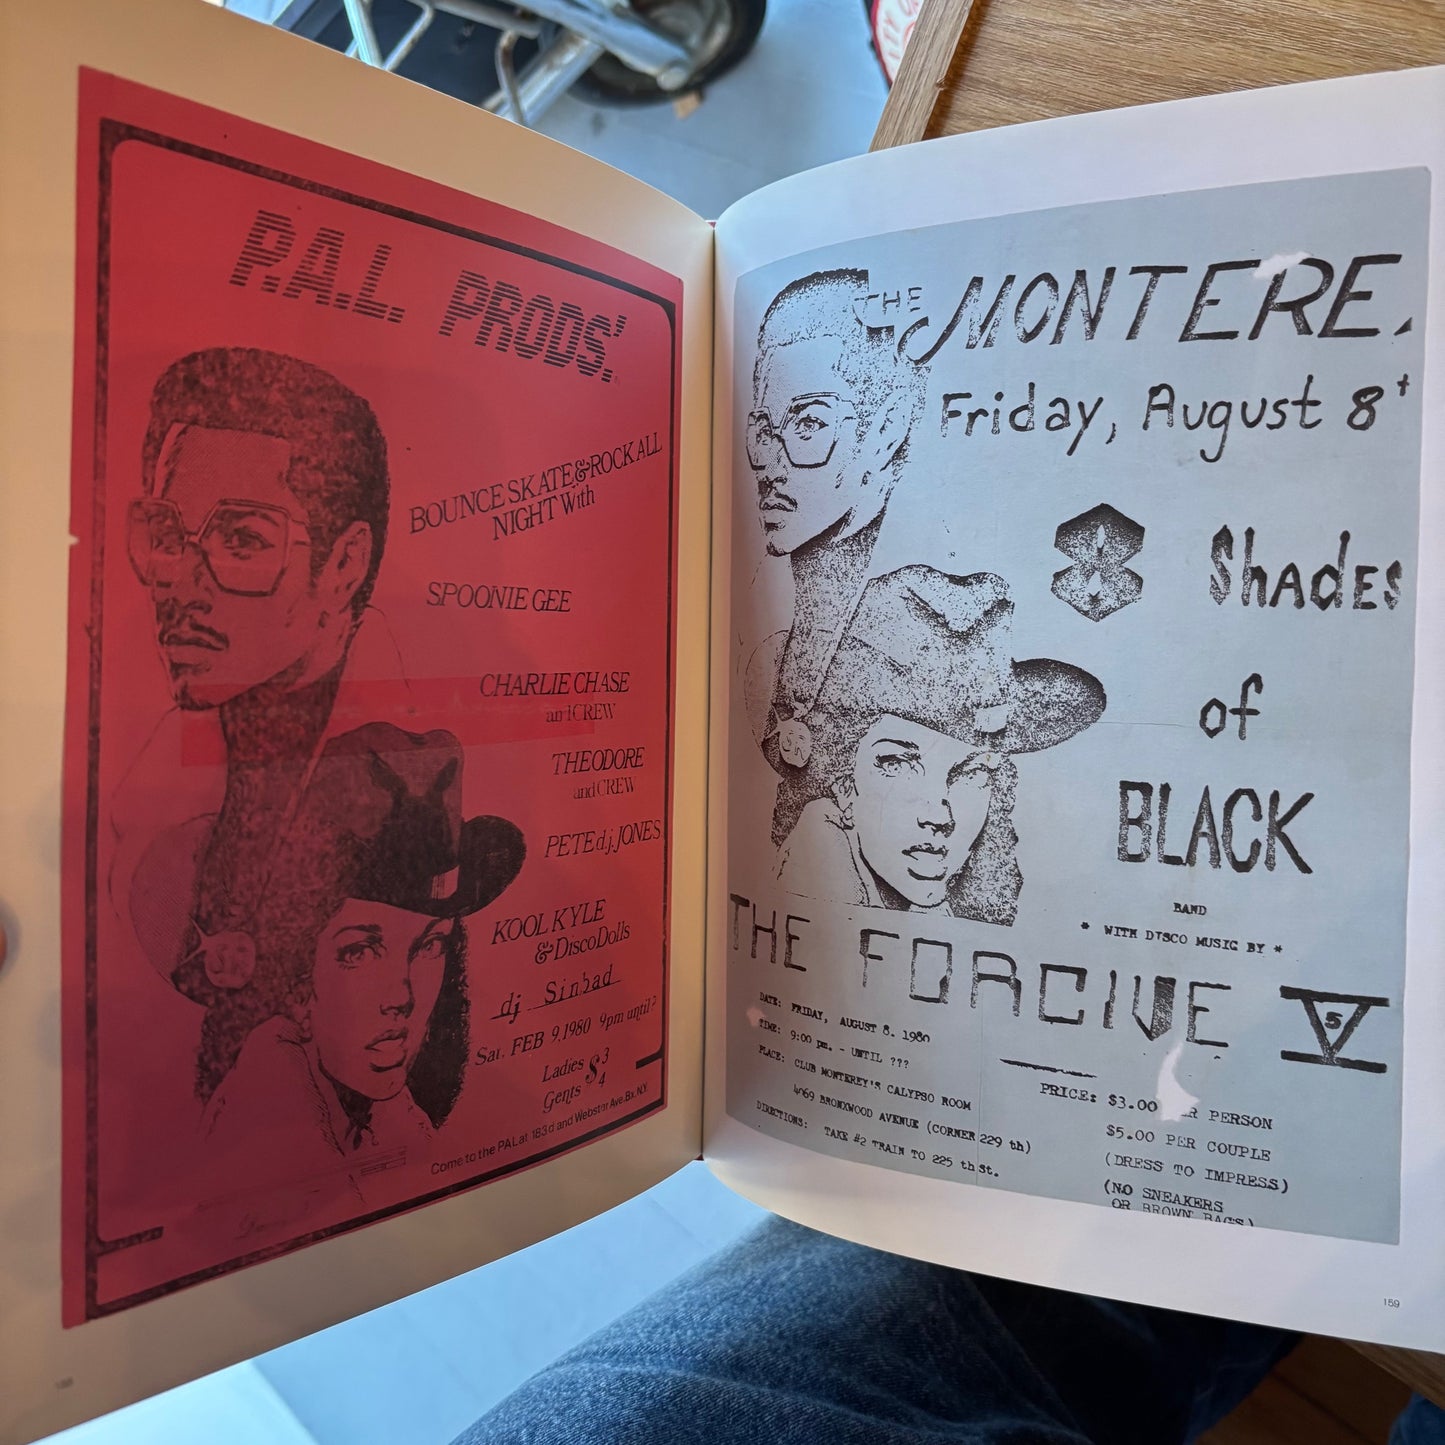 P.A.L. PRODS'.
BOUNCE SKATE & ROCK ALL
NIGHT With
SPOONIE GEE
CHARLIE CHASE
and CREW
THEODORE
and CREW
PETE d.j. JONES
KOOL KYLE
& Disco Dolls
dj Sinbad
Sat. FEB 9, 1980 9pm until?
Ladies $3
Gents $4
Come to the PAL at 183d and Webster Ave. Bx. N.Y.
THE MONTERE
Friday, August 8t
8 Shades
of
BLACK
BAND
* WITH DISCO MUSIC BY *
THE FORGIVE V
5
DATE: FRIDAY, AUGUST 8. 1980
TIME: 9:00 pm. - UNTIL ???
PLACE: CLUB MONTEREY'S CALYPSO ROOM
4069 BRONXWOOD AVENUE (CORNER 229 th)
DIRECTIONS: TAKE #2 TRAIN TO 225 th St.
PRICE: $3.00 ER PERSON
$5.00 PER COUPLE
(DRESS TO IMPRESS)
(NO SNEAKERS
OR BROWN BAGS)
159